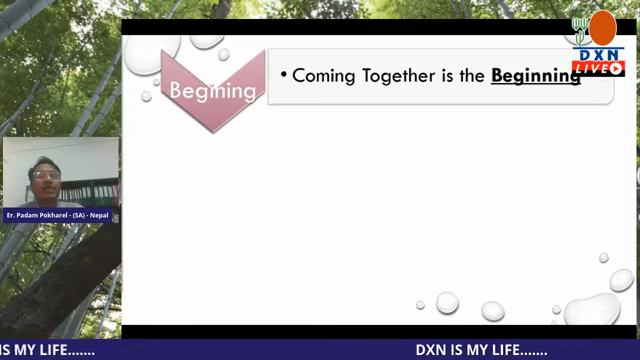 DXN
LIVE
Begining
• Coming Together is the Beginning
Er. Padam Pokharel - (SA) - Nepal
IS MY LIFE.......
DXN IS MY LIFE.......